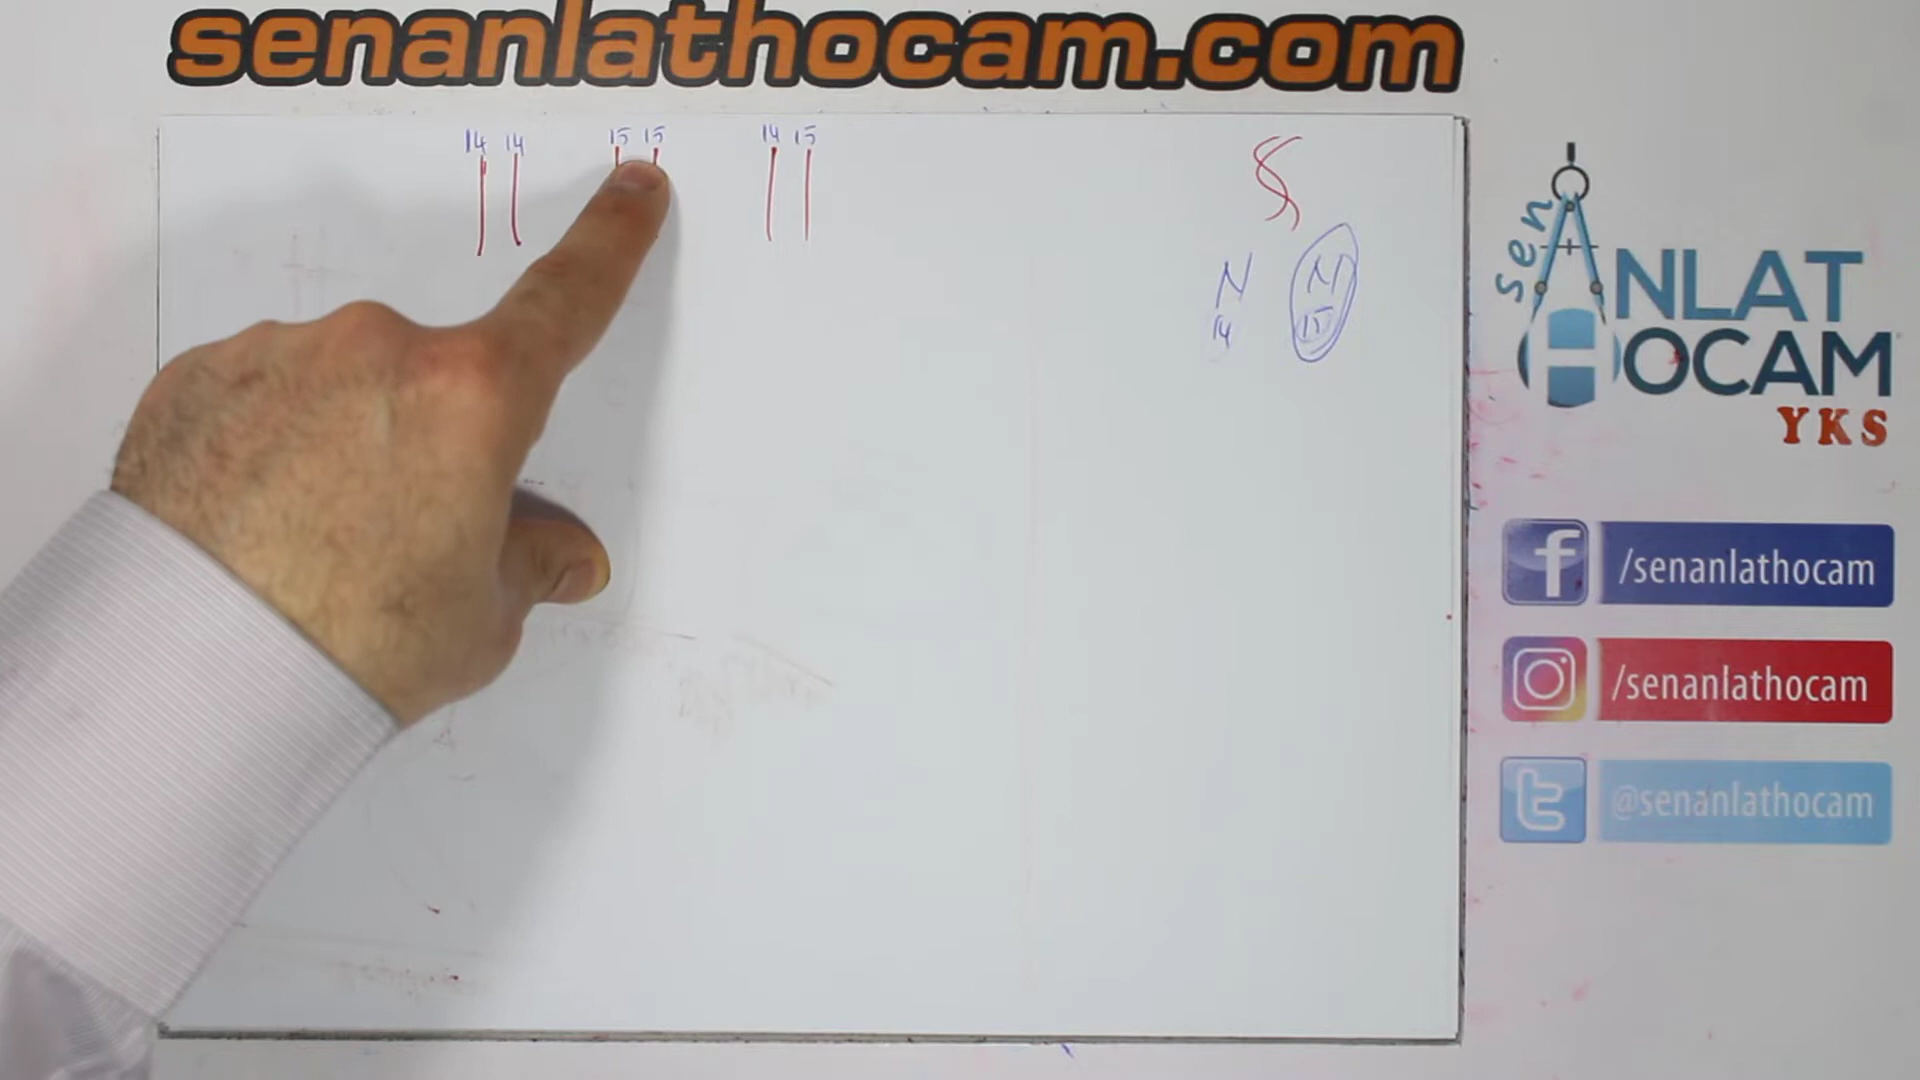 senanlathocam.com
14 14 15 15 14 15
N N
14 15
sen
ANLAT
HOCAM
YKS
f /senanlathocam
/senanlathocam
t @senanlathocam